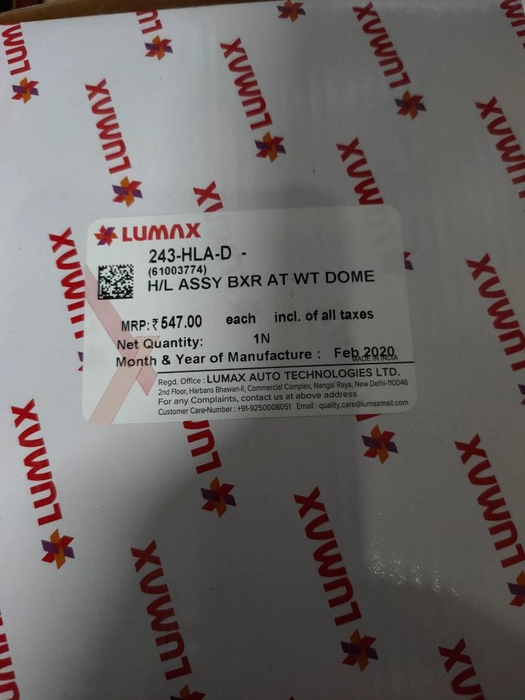 LUMAX
LUMAX
LUMAX
LUMAX
LUMAX
LUMAX
LUMAX
LUMAX
243-HLA-D -
(61003774)
H/L ASSY BXR AT WT DOME
MRP: ₹ 547.00 each incl. of all taxes
Net Quantity: 1N
Month & Year of Manufacture : Feb 2020
MADE IN INDIA
Regd. Office : LUMAX AUTO TECHNOLOGIES LTD.
2nd Floor, Harbans Bhawan-II, Commercial Complex, Nangal Raya, New Delhi-110046
For any Complaints, contact us at above address
Customer Care-Number : +91-9250008051 Email : quality.care@lumaxmail.com
LUMAX
LUMAX
LUMAX
LUMAX
LUMAX